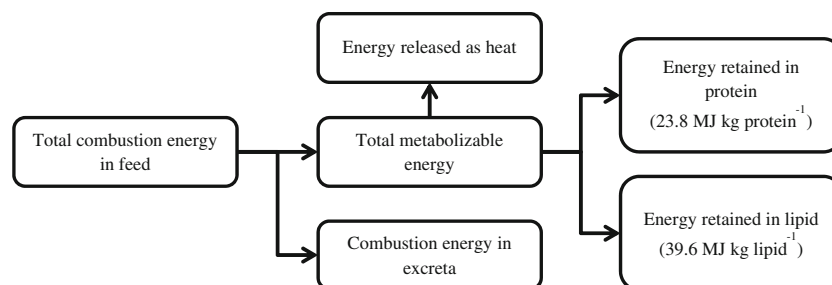 Energy released as heat
Energy retained in
protein
(23.8 MJ kg protein⁻¹)
Total combustion energy
in feed
Total metabolizable
energy
Combustion energy in
excreta
Energy retained in lipid
(39.6 MJ kg lipid⁻¹)